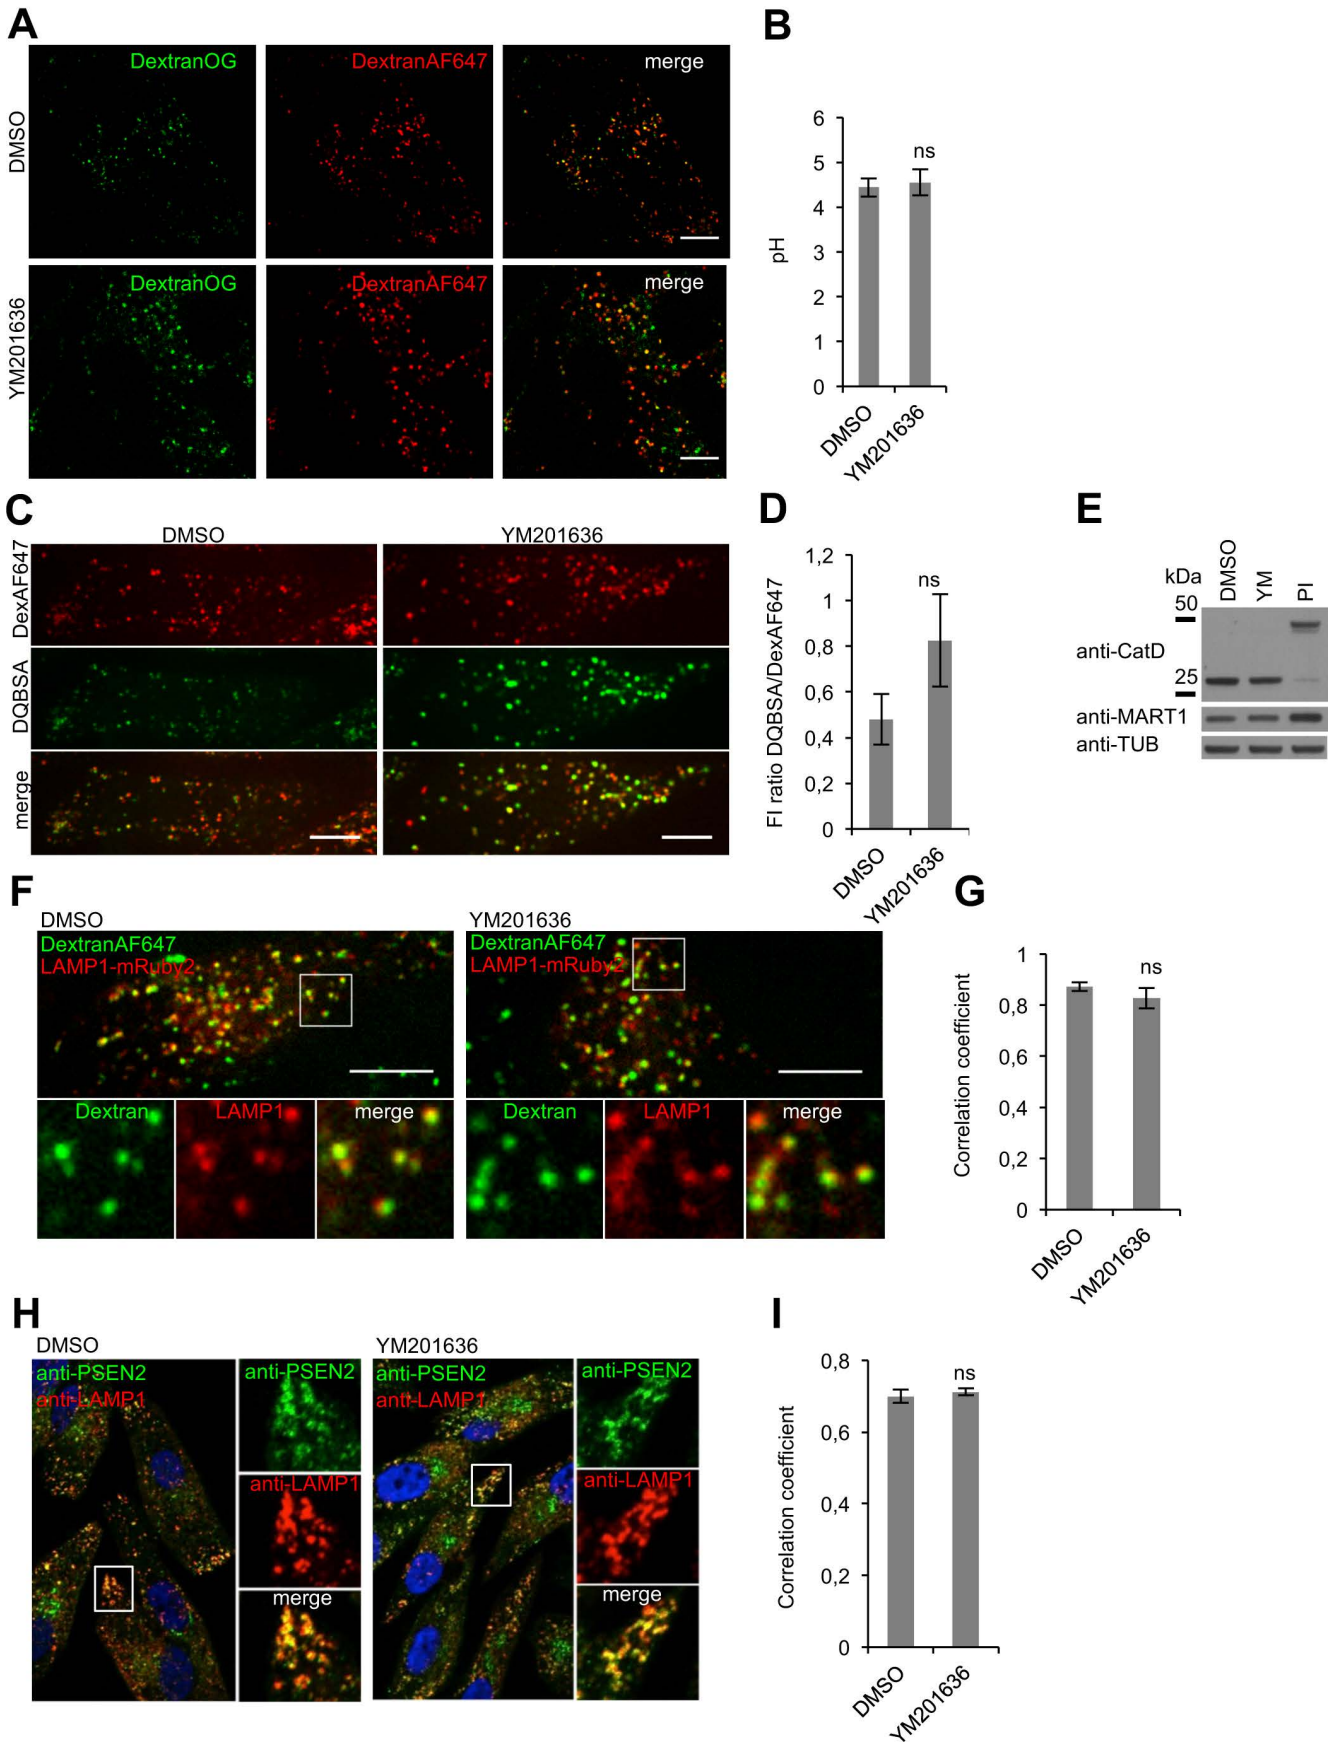 A
DextranOG
DextranAF647
merge
DMSO
DextranOG
DextranAF647
merge
YM201636
B
6
5
4
3
2
1
0
pH
ns
DMSO
YM201636
C
DMSO
YM201636
DexAF647
DQBSA
merge
D
1,2
1
0,8
0,6
0,4
0,2
0
FI ratio DQBSA/DexAF647
ns
DMSO
YM201636
E
kDa
DMSO
YM
PI
50
anti-CatD
25
anti-MART1
anti-TUB
F
DMSO
DextranAF647
LAMP1-mRuby2
Dextran
LAMP1
merge
YM201636
DextranAF647
LAMP1-mRuby2
Dextran
LAMP1
merge
G
1
0,8
0,6
0,4
0,2
0
Correlation coefficient
ns
DMSO
YM201636
H
DMSO
anti-PSEN2
anti-LAMP1
anti-PSEN2
anti-LAMP1
merge
YM201636
anti-PSEN2
anti-LAMP1
anti-PSEN2
anti-LAMP1
merge
I
0,8
0,6
0,4
0,2
0
Correlation coefficient
ns
DMSO
YM201636